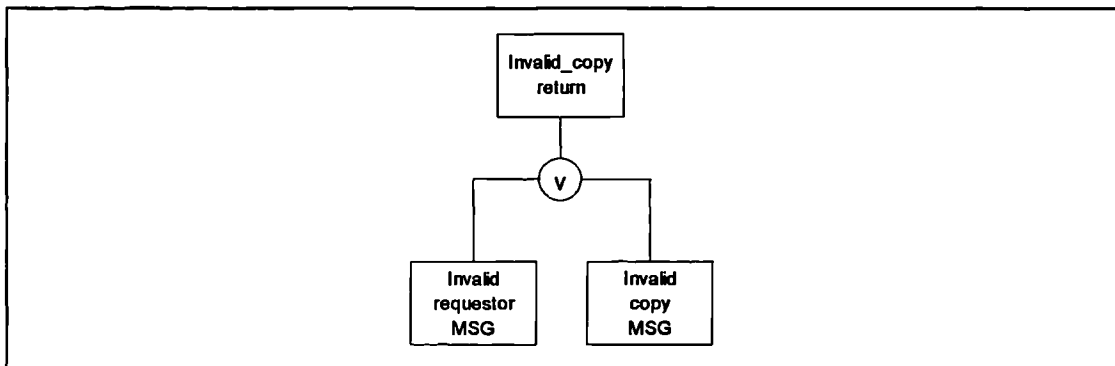 Invalid_copy
return
V
Invalid
requestor
MSG
Invalid
copy
MSG